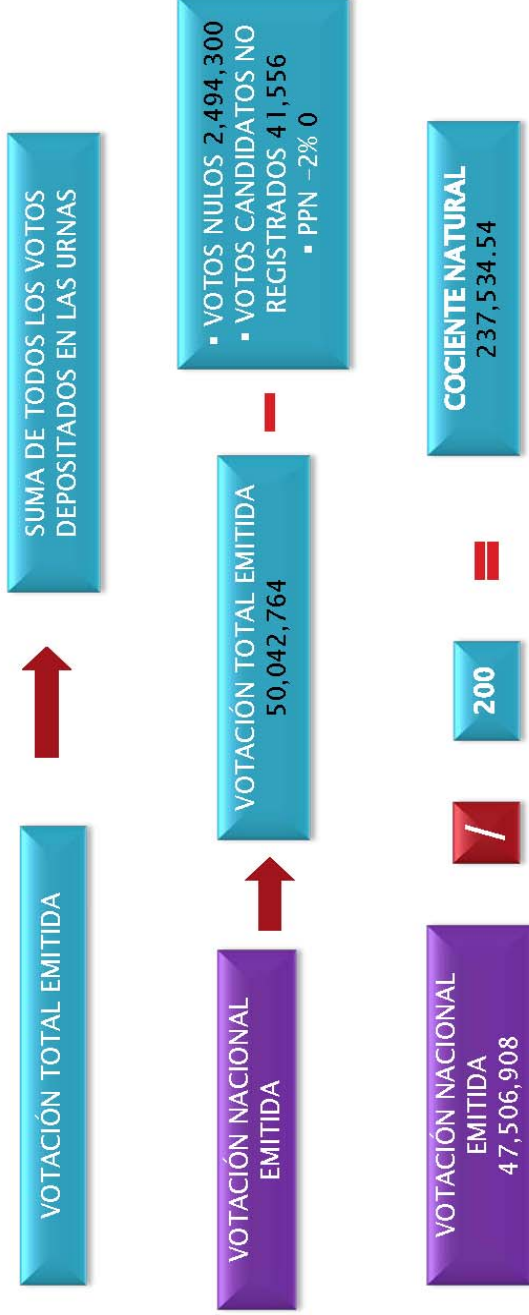 VOTACIÓN TOTAL EMITIDA
SUMA DE TODOS LOS VOTOS
DEPOSITADOS EN LAS URNAS
VOTACIÓN NACIONAL
EMITIDA
VOTACIÓN TOTAL EMITIDA
50,042,764
-
▪ VOTOS NULOS 2,494,300
▪ VOTOS CANDIDATOS NO
REGISTRADOS 41,556
▪ PPN -2% 0
VOTACIÓN NACIONAL
EMITIDA
47,506,908
/
200
=
COCIENTE NATURAL
237,534.54